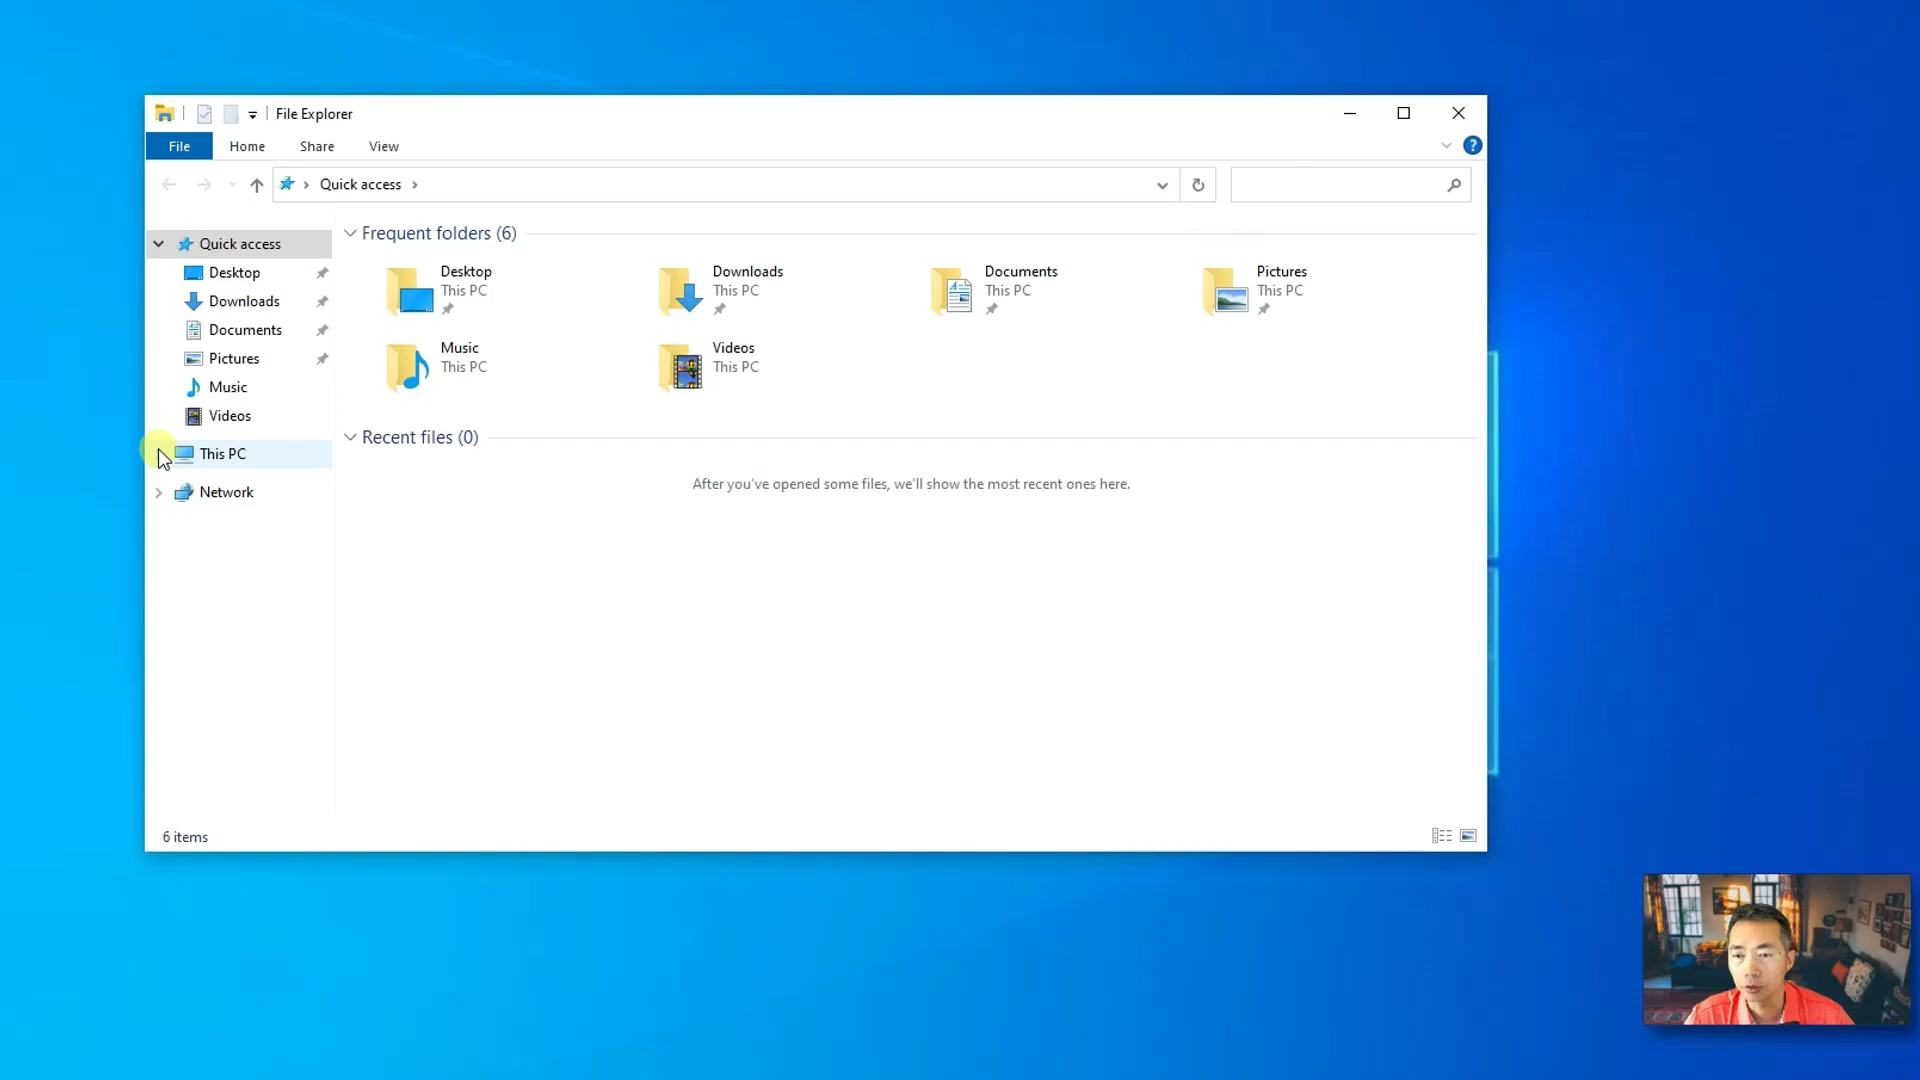 File Explorer
File Home Share View
Quick access
Frequent folders (6)
Quick access
Desktop
Downloads
Documents
Pictures
Music
Videos
This PC
Network
Desktop
This PC
Downloads
This PC
Documents
This PC
Pictures
This PC
Music
This PC
Videos
This PC
Recent files (0)
After you've opened some files, we'll show the most recent ones here.
6 items